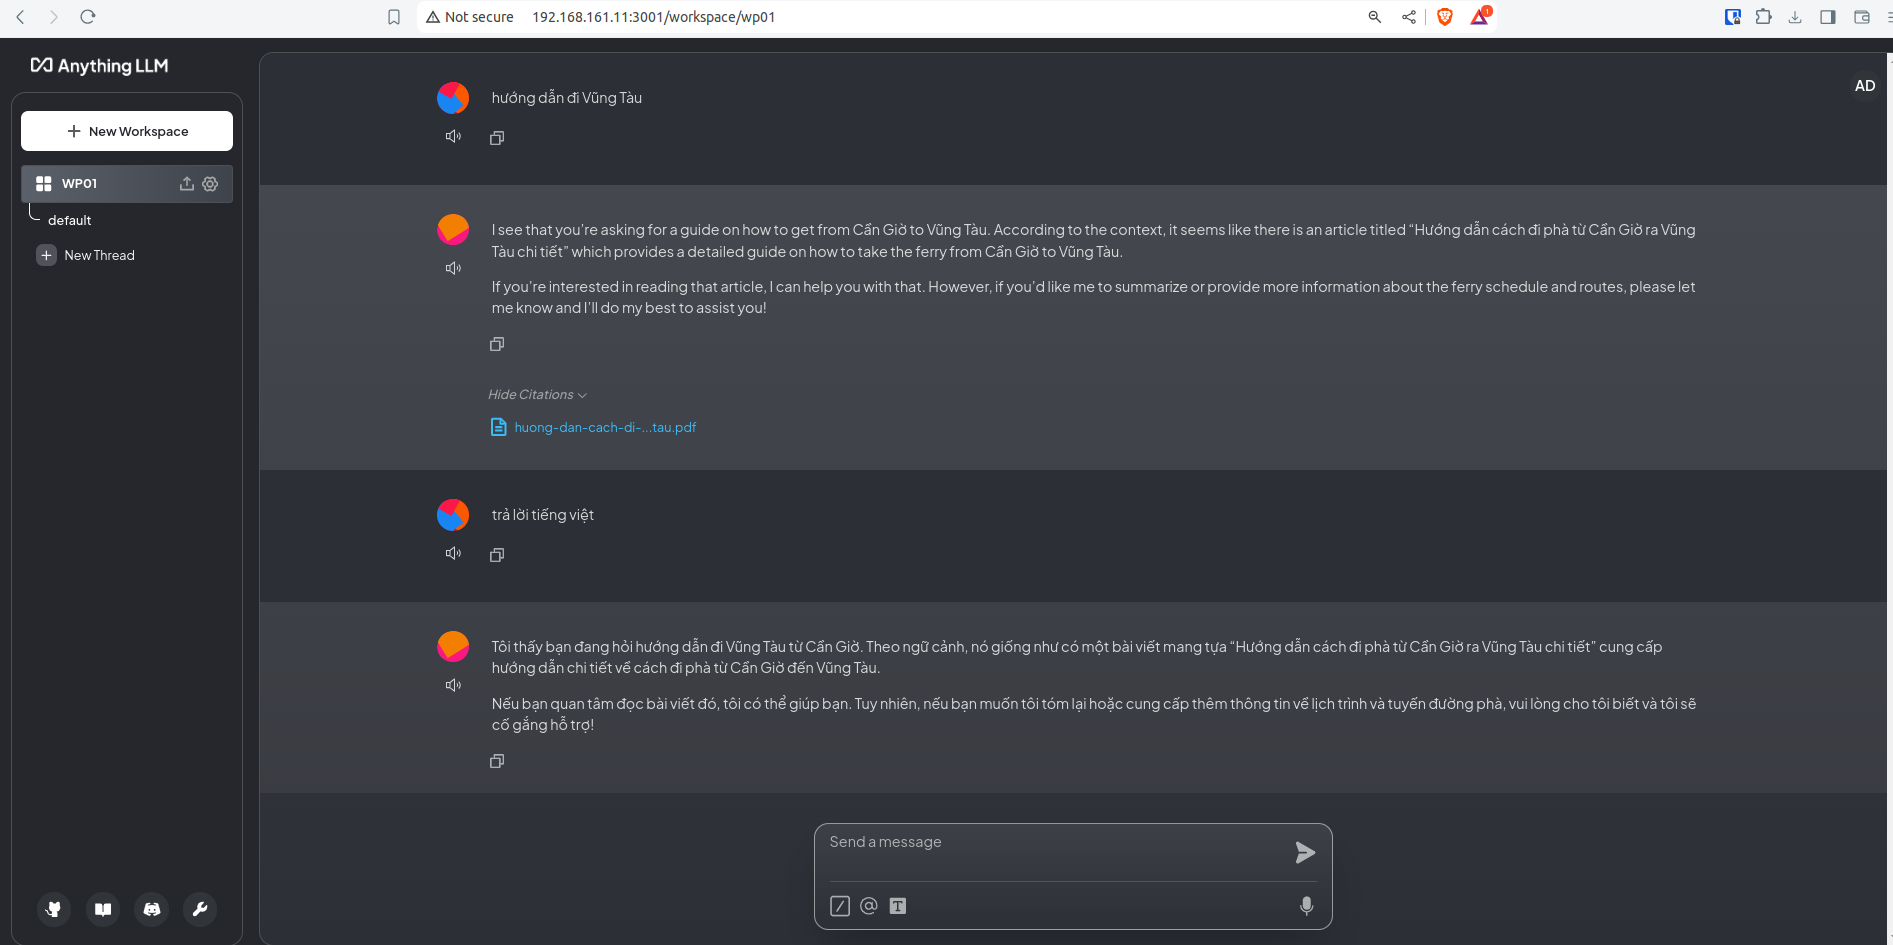 Not secure 192.168.161.11:3001/workspace/wp01
1
Anything LLM
AD
New Workspace
WP01
default
New Thread
hướng dẫn đi Vũng Tàu
I see that you're asking for a guide on how to get from Cần Giờ to Vũng Tàu. According to the context, it seems like there is an article titled “Hướng dẫn cách đi phà từ Cần Giờ ra Vũng
Tàu chi tiết” which provides a detailed guide on how to take the ferry from Cần Giờ to Vũng Tàu.
If you're interested in reading that article, I can help you with that. However, if you'd like me to summarize or provide more information about the ferry schedule and routes, please let
me know and I'll do my best to assist you!
Hide Citations
huong-dan-cach-di-...tau.pdf
trả lời tiếng việt
Tôi thấy bạn đang hỏi hướng dẫn đi Vũng Tàu từ Cần Giờ. Theo ngữ cảnh, nó giống như có một bài viết mang tựa “Hướng dẫn cách đi phà từ Cần Giờ ra Vũng Tàu chi tiết” cung cấp
hướng dẫn chi tiết về cách đi phà từ Cần Giờ đến Vũng Tàu.
Nếu bạn quan tâm đọc bài viết đó, tôi có thể giúp bạn. Tuy nhiên, nếu bạn muốn tôi tóm lại hoặc cung cấp thêm thông tin về lịch trình và tuyến đường phà, vui lòng cho tôi biết và tôi sẽ
cố gắng hỗ trợ!
Send a message